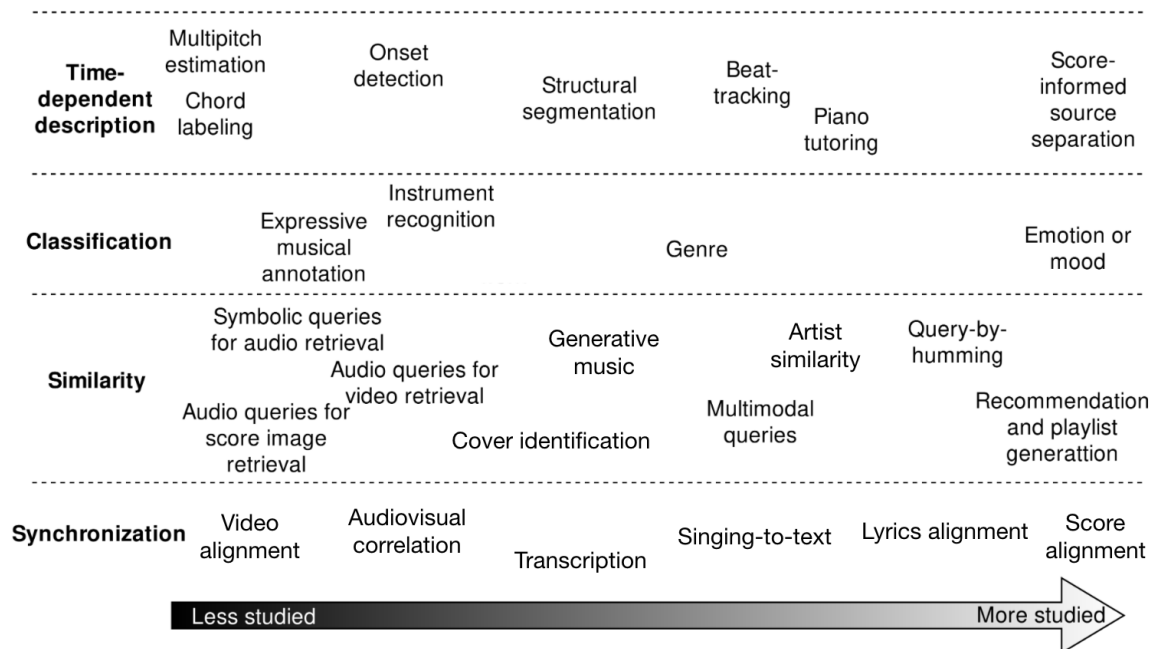 Time-
dependent
description
Multipitch
estimation
Chord
labeling
Onset
detection
Structural
segmentation
Beat-
tracking
Piano
tutoring
Score-
informed
source
separation
Classification
Expressive
musical
annotation
Instrument
recognition
Genre
Emotion or
mood
Similarity
Symbolic queries
for audio retrieval
Audio queries for
video retrieval
Audio queries for
score image
retrieval
Generative
music
Cover identification
Artist
similarity
Multimodal
queries
Query-by-
humming
Recommendation
and playlist
generattion
Synchronization
Video
alignment
Audiovisual
correlation
Transcription
Singing-to-text
Lyrics alignment
Score
alignment
Less studied
More studied